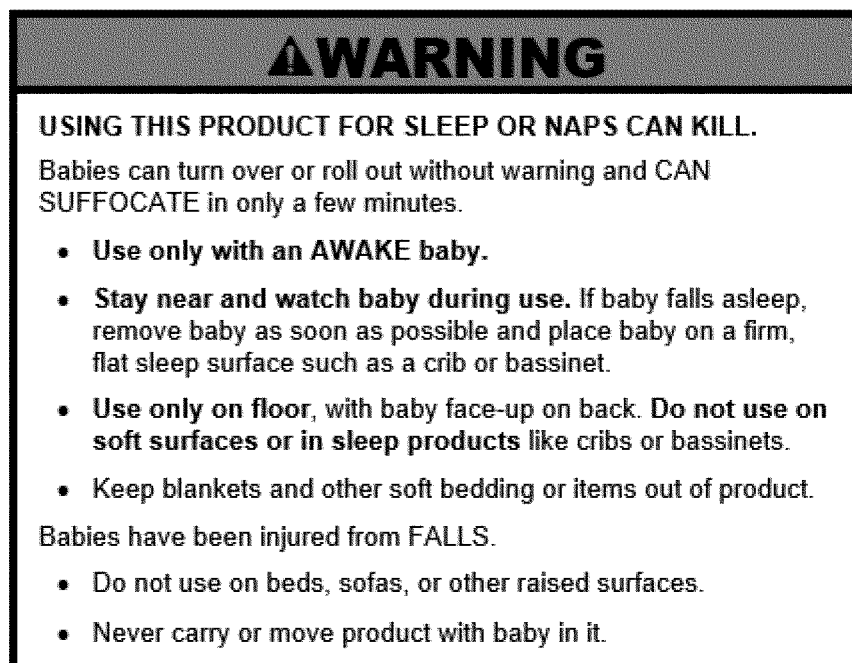 ⚠WARNING
USING THIS PRODUCT FOR SLEEP OR NAPS CAN KILL.
Babies can turn over or roll out without warning and CAN
SUFFOCATE in only a few minutes.
• Use only with an AWAKE baby.
• Stay near and watch baby during use. If baby falls asleep,
remove baby as soon as possible and place baby on a firm,
flat sleep surface such as a crib or bassinet.
• Use only on floor, with baby face-up on back. Do not use on
soft surfaces or in sleep products like cribs or bassinets.
• Keep blankets and other soft bedding or items out of product.
Babies have been injured from FALLS.
• Do not use on beds, sofas, or other raised surfaces.
• Never carry or move product with baby in it.